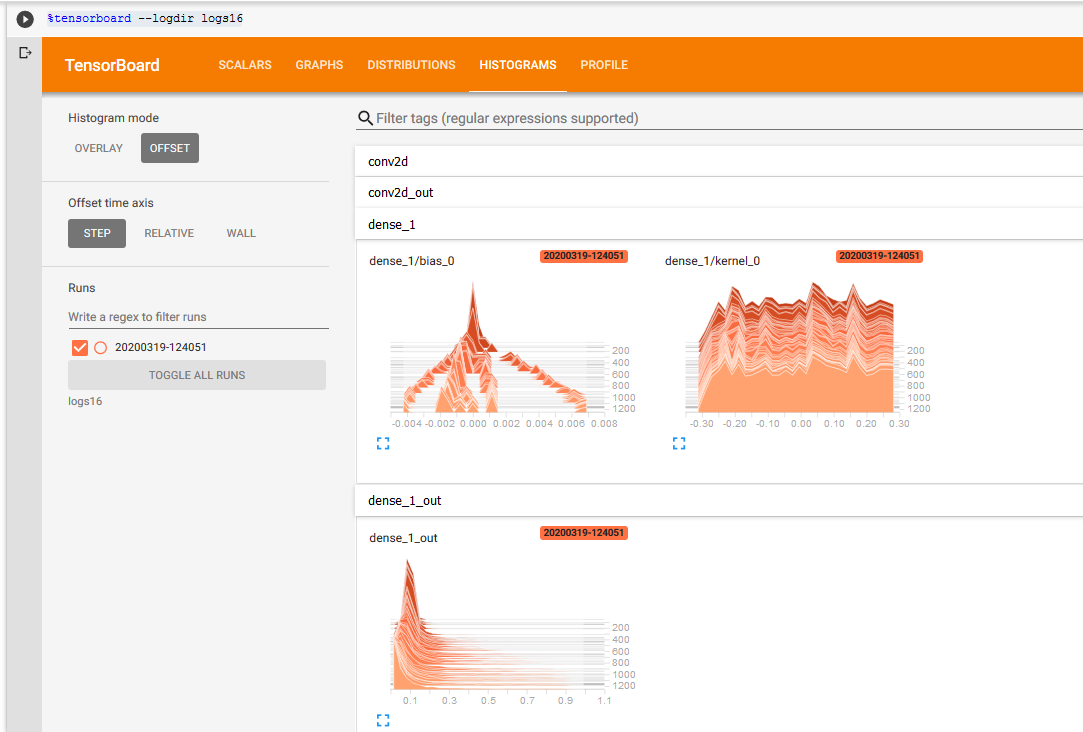 %tensorboard --logdir logs16
TensorBoard SCALARS GRAPHS DISTRIBUTIONS HISTOGRAMS PROFILE
Histogram mode
OVERLAY OFFSET
Offset time axis
STEP RELATIVE WALL
Runs
Write a regex to filter runs
20200319-124051
TOGGLE ALL RUNS
logs16
Filter tags (regular expressions supported)
conv2d
conv2d_out
dense_1
dense_1/bias_0 20200319-124051
200
400
600
800
1000
1200
-0.004 -0.002 0.000 0.002 0.004 0.006 0.008
dense_1/kernel_0 20200319-124051
200
400
600
800
1000
1200
-0.30 -0.20 -0.10 0.00 0.10 0.20 0.30
dense_1_out
dense_1_out 20200319-124051
200
400
600
800
1000
1200
0.1 0.3 0.5 0.7 0.9 1.1